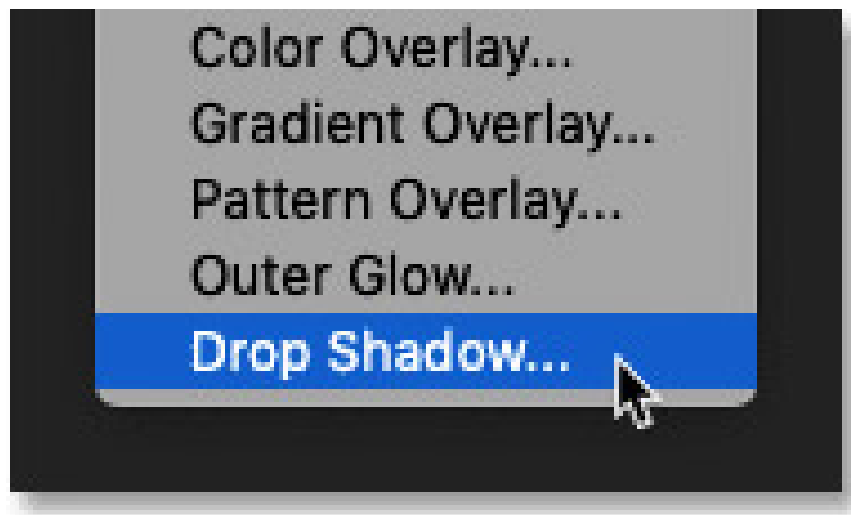 Color Overlay...
Gradient Overlay...
Pattern Overlay...
Outer Glow...
Drop Shadow...